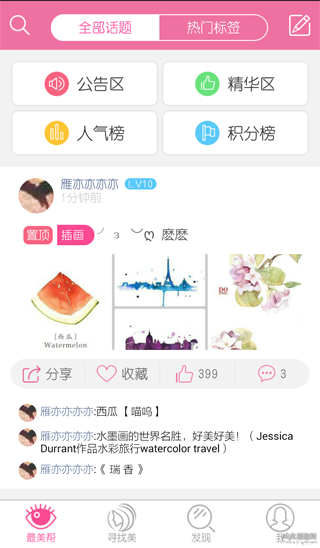 全部话题
热门标签
公告区
精华区
人气榜
积分榜
雁亦亦亦亦 LV10
1分钟前
置顶 插画 ╰ ვ ╰ღ 麽麽
[西瓜]
Watermelon
DO
分享
收藏
399
3
雁亦亦亦亦:西瓜【喵呜】
雁亦亦亦亦:水墨画的世界名胜,好美好美!(Jessica
Durrant作品水彩旅行watercolor travel )
雁亦亦亦亦:《 瑞 香 》
最美帮
寻找美
发现
我